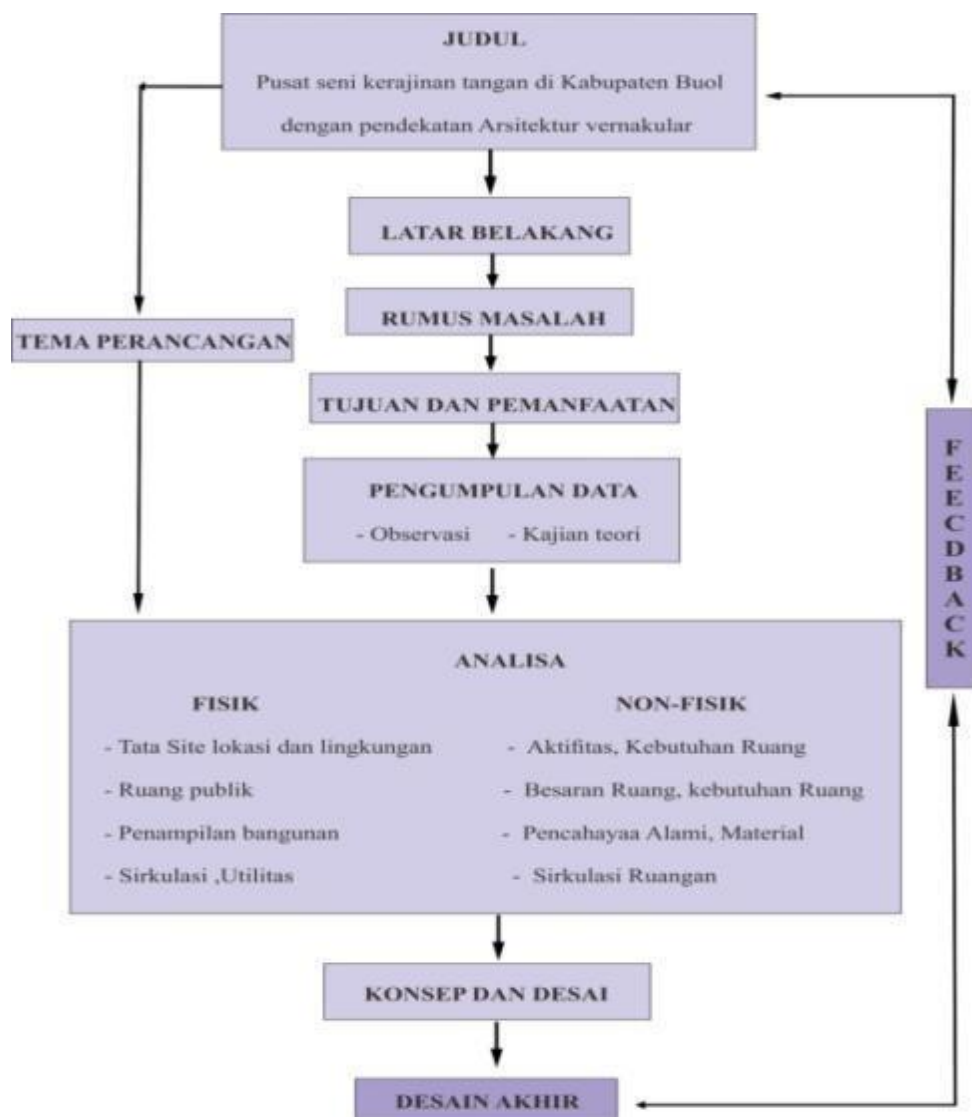 JUDUL
Pusat seni kerajinan tangan di Kabupaten Buol
dengan pendekatan Arsitektur vernakular
LATAR BELAKANG
RUMUS MASALAH
TEMA PERANCANGAN
TUJUAN DAN PEMANFAATAN
PENGUMPULAN DATA
- Observasi - Kajian teori
ANALISA
FISIK
- Tata Site lokasi dan lingkungan
- Ruang publik
- Penampilan bangunan
- Sirkulasi ,Utilitas
NON-FISIK
- Aktifitas, Kebutuhan Ruang
- Besaran Ruang, kebutuhan Ruang
- Pencahayaa Alami, Material
- Sirkulasi Ruangan
KONSEP DAN DESAI
DESAIN AKHIR
FEECDBACK